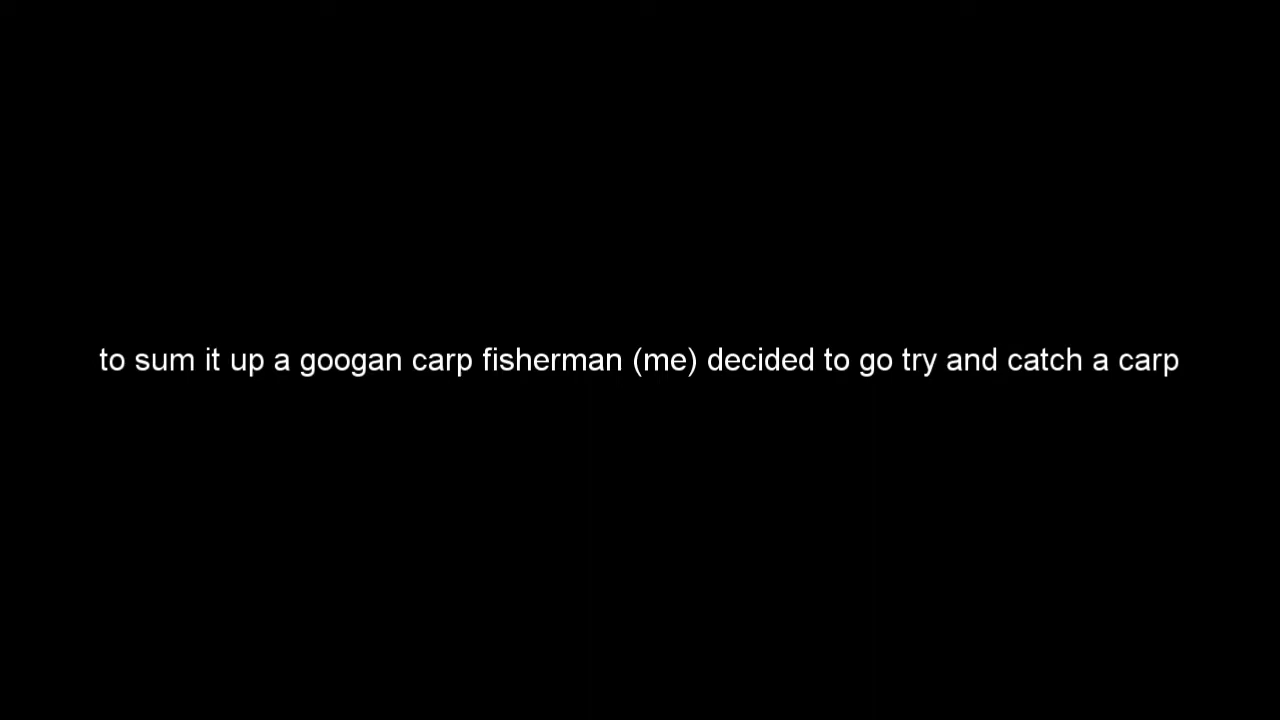 to sum it up a googan carp fisherman (me) decided to go try and catch a carp